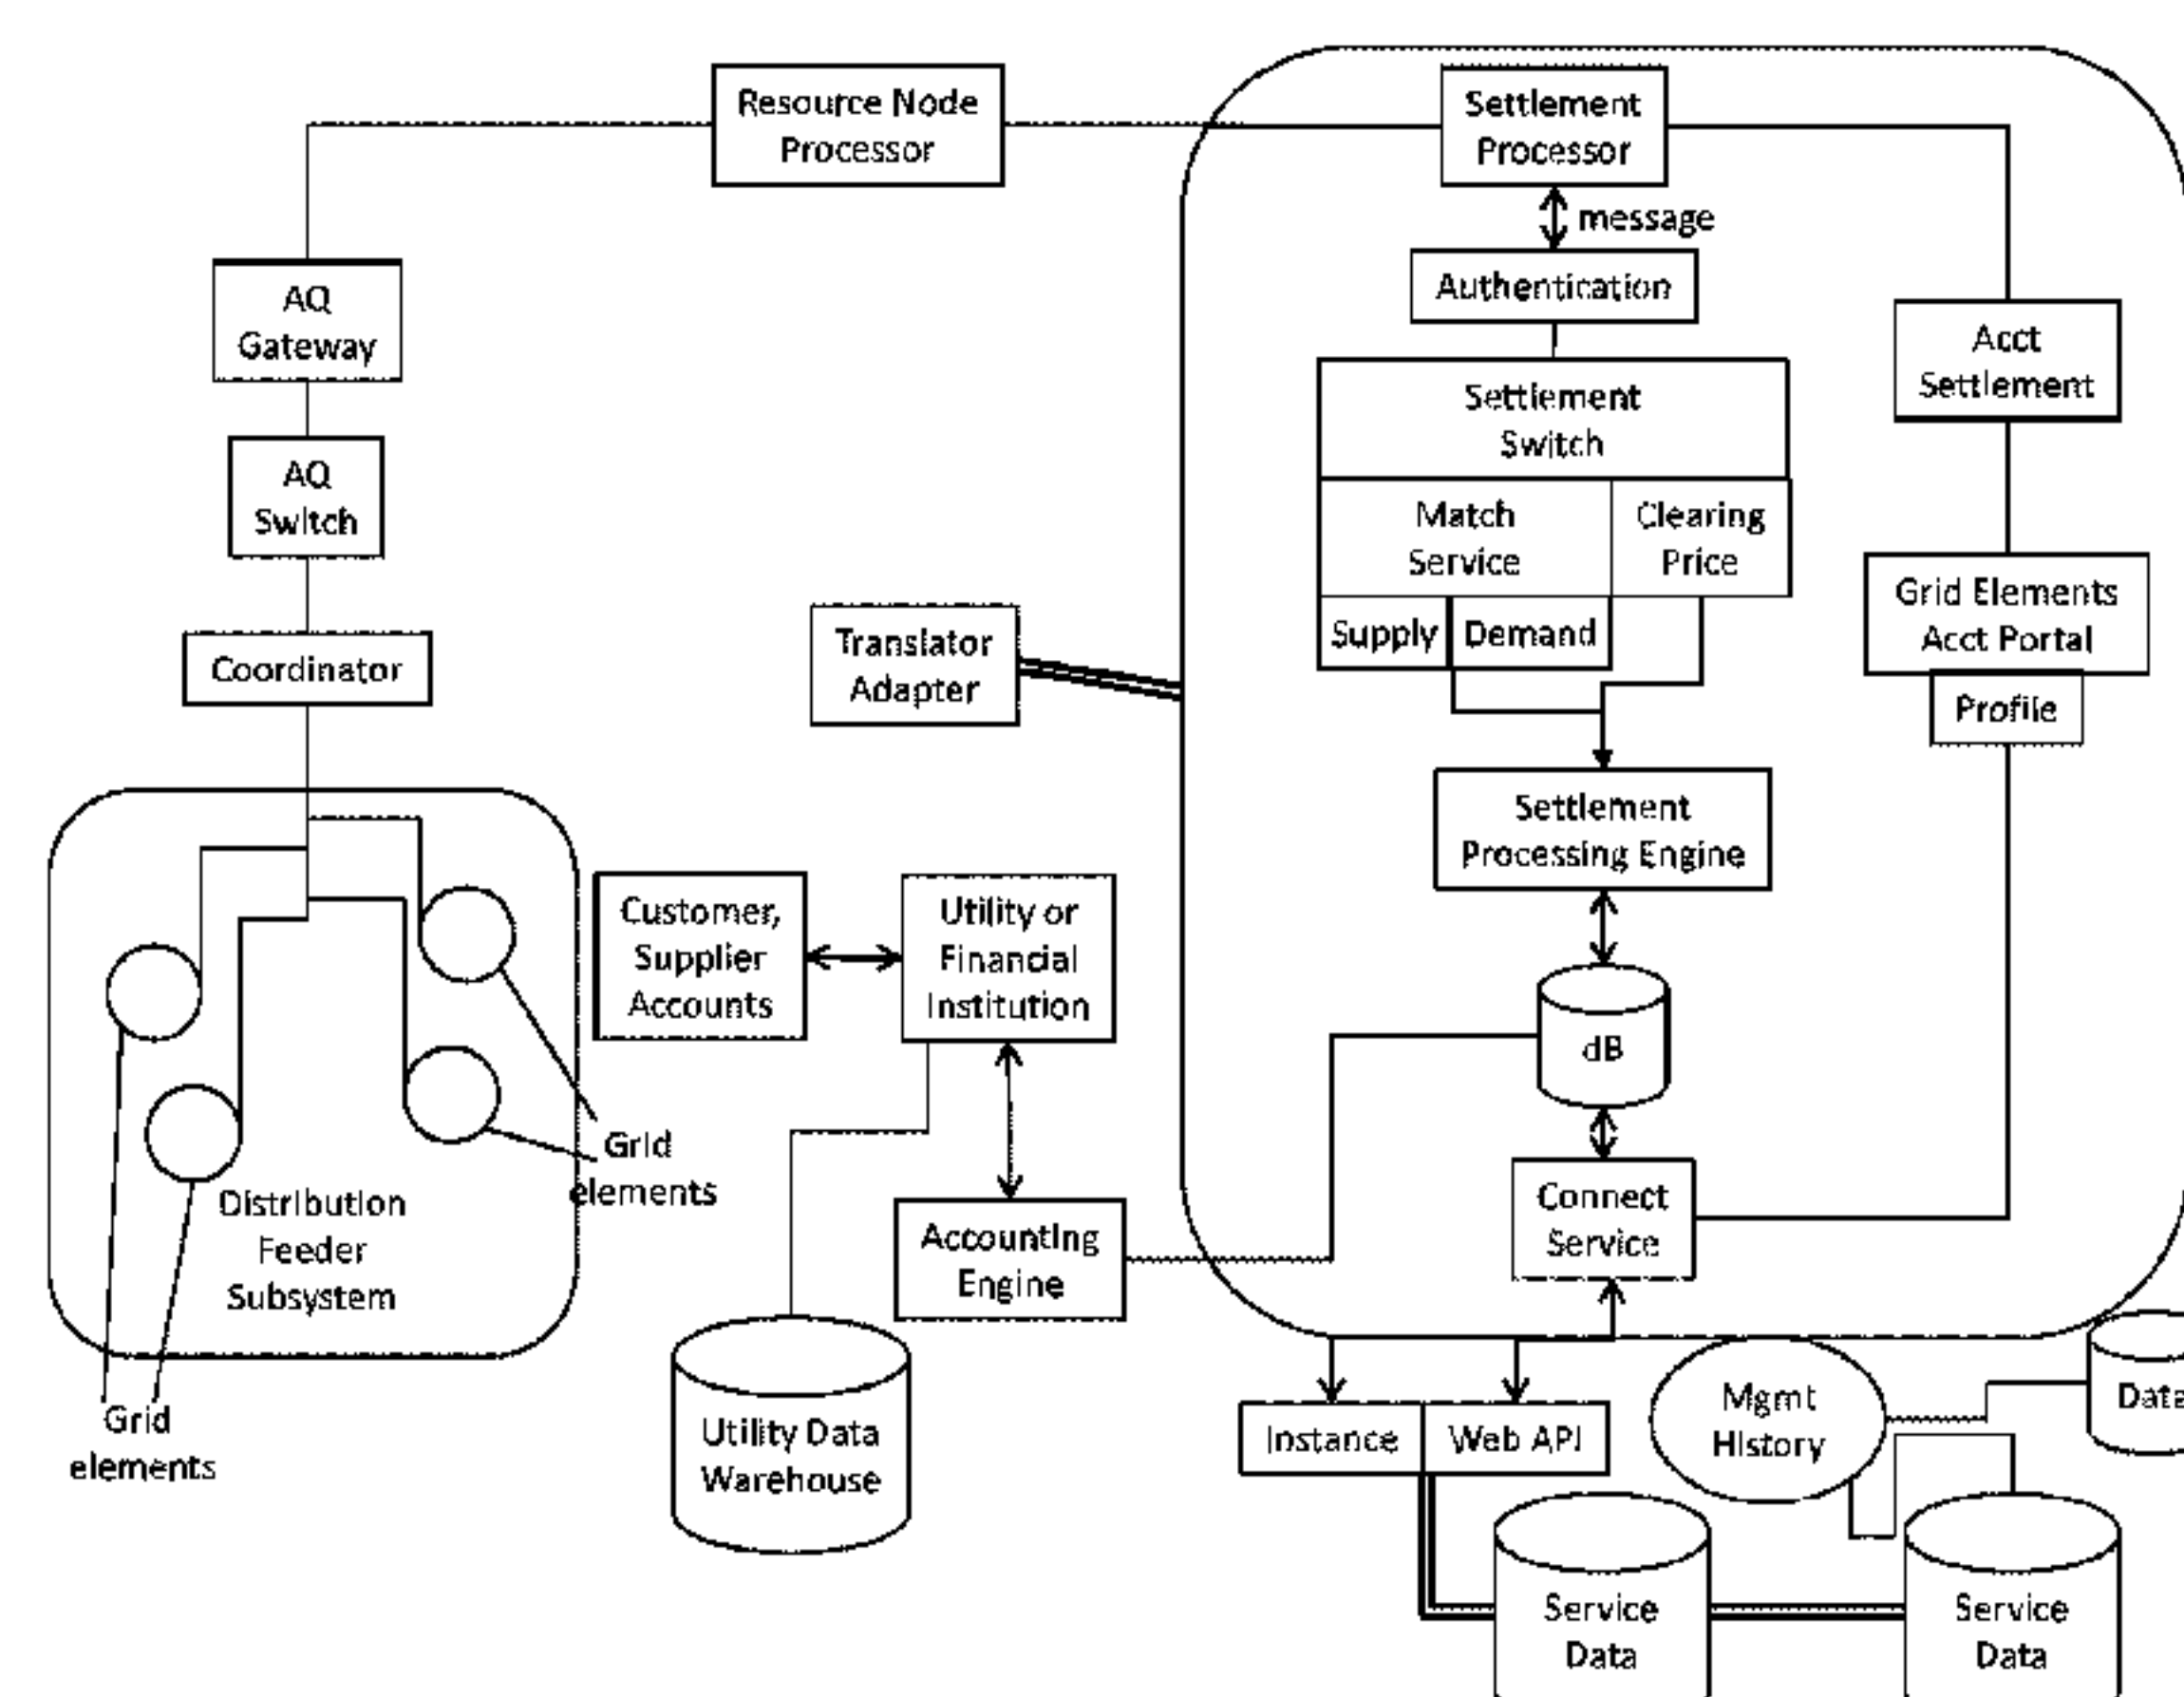 Resource Node
Processor
Settlement
Processor
message
Authentication
AQ
Gateway
Acct
Settlement
Settlement
Switch
AQ
Switch
Match
Service
Clearing
Price
Supply
Demand
Grid Elements
Acct Portal
Profile
Translator
Adapter
Coordinator
Settlement
Processing Engine
Customer,
Supplier
Accounts
Utility or
Financial
Institution
dB
Grid
elements
Distribution
Feeder
Subsystem
Accounting
Engine
Connect
Service
Grid
elements
Utility Data
Warehouse
Instance
Web API
Mgmt
History
Data
Service
Data
Service
Data